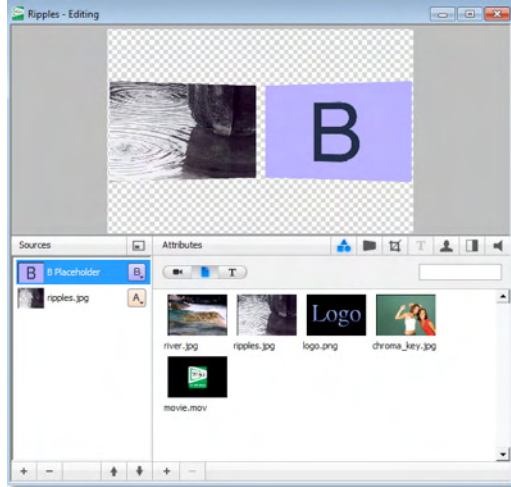 Ripples - Editing
B
Sources
Attributes
B B Placeholder B
ripples.jpg A
T
T
Logo
river.jpg ripples.jpg logo.png chroma_key.jpg
movie.mov